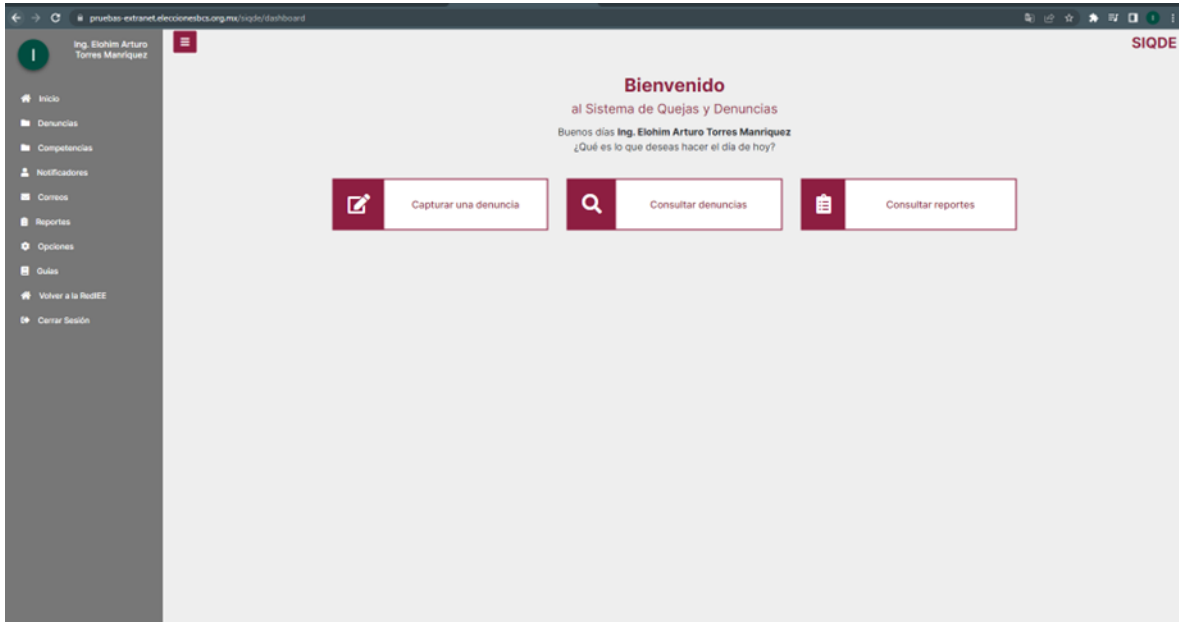 pruebas-extranet.eleccionesbcs.org.mx/siqde/dashboard
I
I
Ing. Elohim Arturo
Torres Manríquez
SIQDE
Inicio
Denuncias
Competencias
Notificadores
Correos
Reportes
Opciones
Guías
Volver a la RedIEE
Cerrar Sesión
Bienvenido
al Sistema de Quejas y Denuncias
Buenos días Ing. Elohim Arturo Torres Manriquez
¿Qué es lo que deseas hacer el día de hoy?
Capturar una denuncia
Consultar denuncias
Consultar reportes